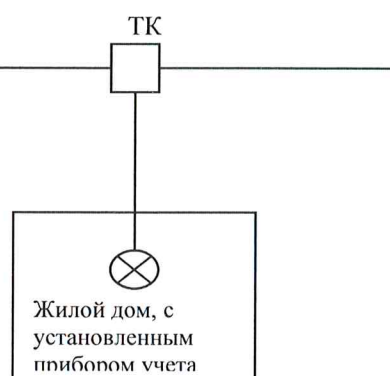 ТК
Жилой дом, с
установленным
прибором учета